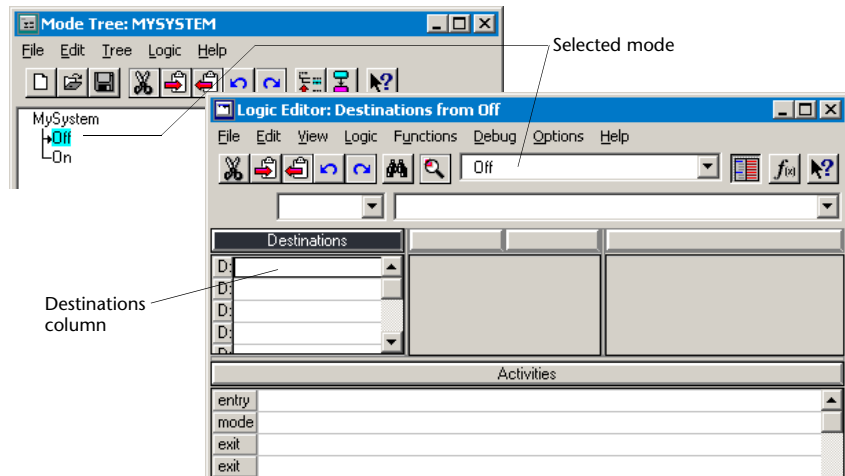 Mode Tree: MYSYSTEM
File Edit Tree Logic Help
Selected mode
MySystem
Off
On
Logic Editor: Destinations from Off
File Edit View Logic Functions Debug Options Help
Off
f(x)
Destinations
D:
D:
D:
D:
D:
Destinations
column
Activities
entry
mode
exit
exit